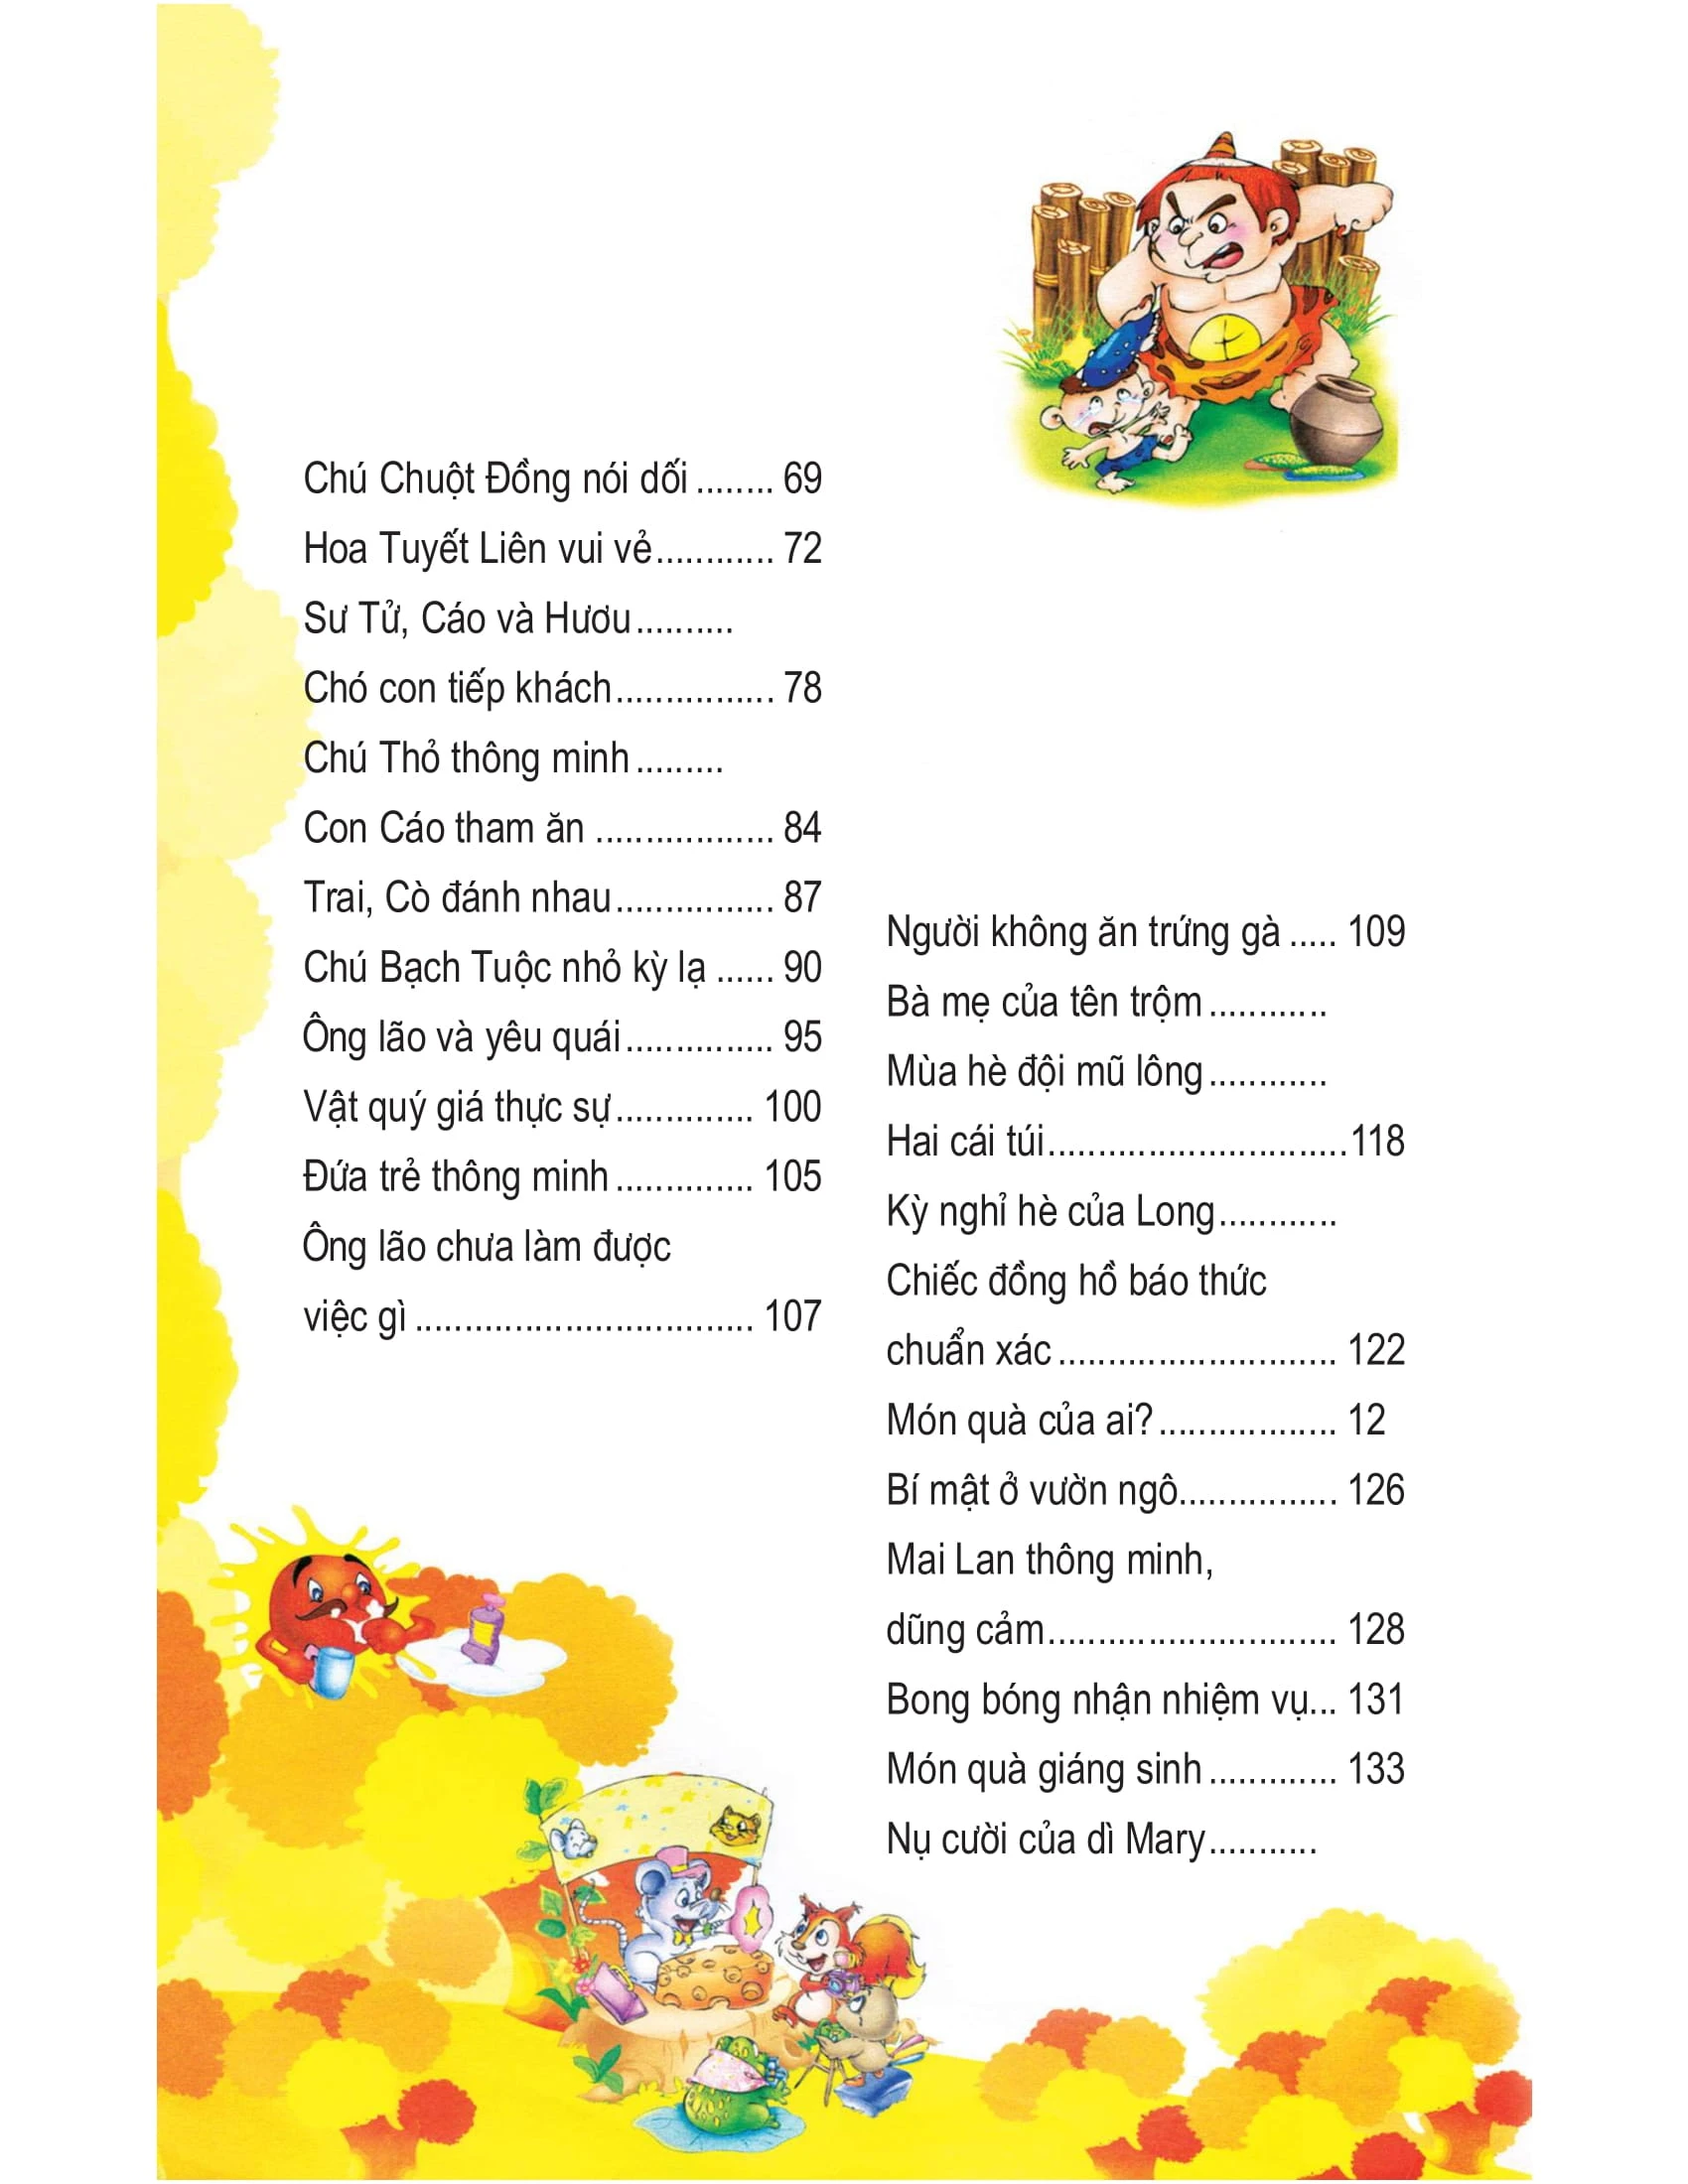 Chú Chuột Đồng nói dối ........ 69
Hoa Tuyết Liên vui vẻ............ 72
Sư Tử, Cáo và Hươu..........
Chó con tiếp khách................ 78
Chú Thỏ thông minh.........
Con Cáo tham ăn .................. 84
Trai, Cò đánh nhau................ 87
Chú Bạch Tuộc nhỏ kỳ lạ ...... 90
Ông lão và yêu quái............... 95
Vật quý giá thực sự.............. 100
Đứa trẻ thông minh.............. 105
Ông lão chưa làm được
việc gì .................................. 107
Người không ăn trứng gà ..... 109
Bà mẹ của tên trộm............
Mùa hè đội mũ lông............
Hai cái túi..............................118
Kỳ nghỉ hè của Long............
Chiếc đồng hồ báo thức
chuẩn xác............................ 122
Món quà của ai?.................. 12
Bí mật ở vườn ngô................ 126
Mai Lan thông minh,
dũng cảm............................. 128
Bong bóng nhận nhiệm vụ... 131
Món quà giáng sinh............. 133
Nụ cười của dì Mary...........